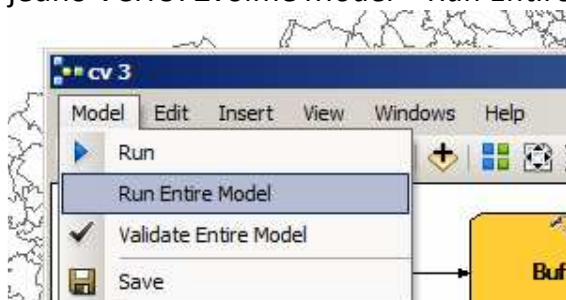 cv 3
Model Edit Insert View Windows Help
Run
Run Entire Model
Validate Entire Model
Save
Buf